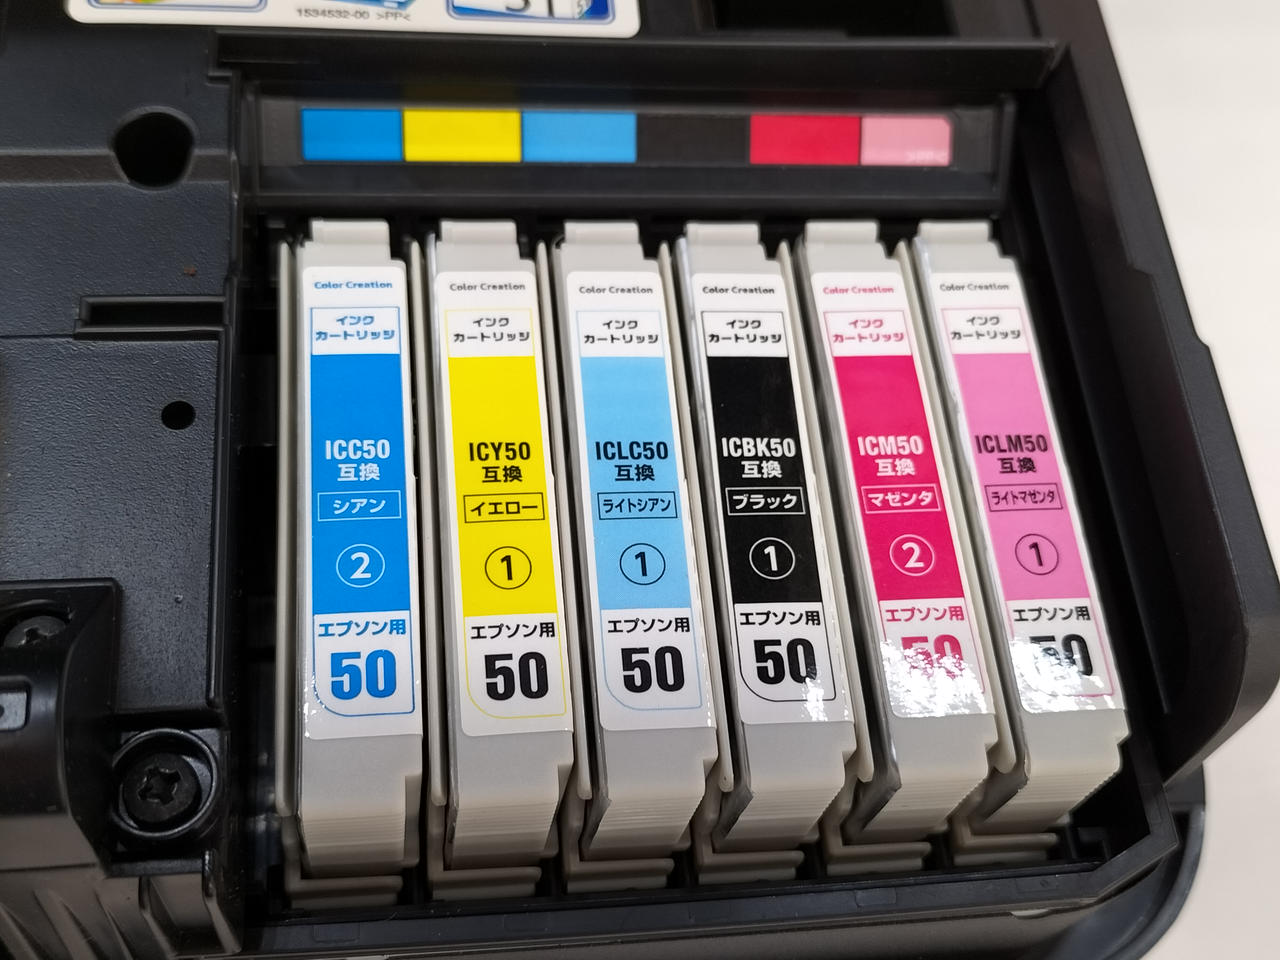 1534532-00 >PP<
5
>PP<
Color Creation
インク
カートリッジ
ICC50
互換
シアン
2
エプソン用
50
Color Creation
インク
カートリッジ
ICY50
互換
イエロー
1
エプソン用
50
Color Creation
インク
カートリッジ
ICLC50
互換
ライトシアン
1
エプソン用
50
Color Creation
インク
カートリッジ
ICBK50
互換
ブラック
1
エプソン用
50
Color Creation
インク
カートリッジ
ICM50
互換
マゼンタ
2
エプソン用
50
Color Creation
インク
カートリッジ
ICLM50
互換
ライトマゼンタ
1
エプソン用
50